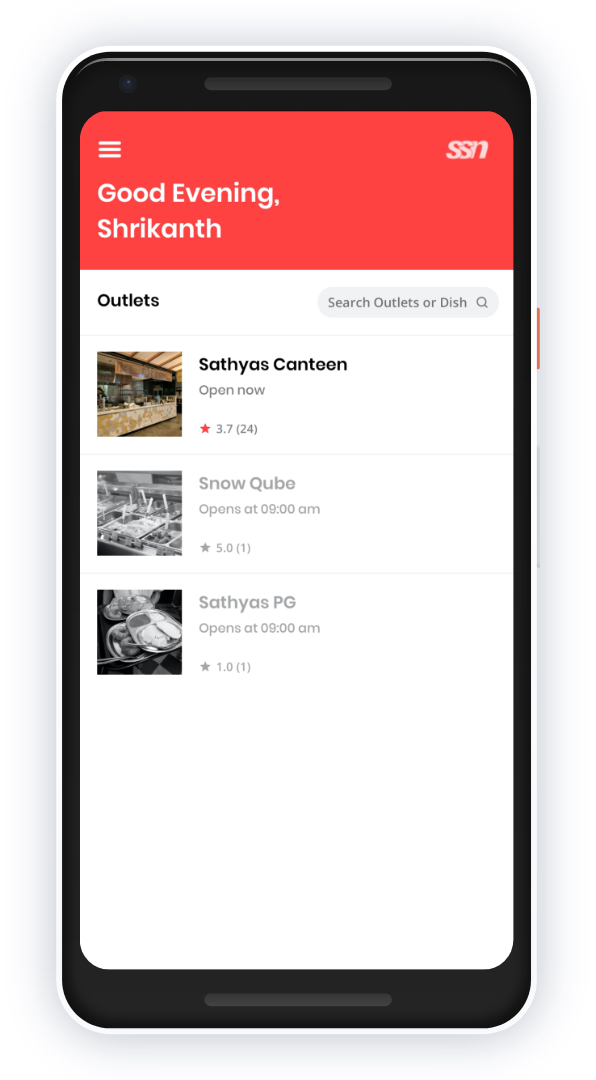 ssn
Good Evening,
Shrikanth
Outlets
Search Outlets or Dish
Sathyas Canteen
Open now
3.7 (24)
Snow Qube
Opens at 09:00 am
5.0 (1)
Sathyas PG
Opens at 09:00 am
1.0 (1)